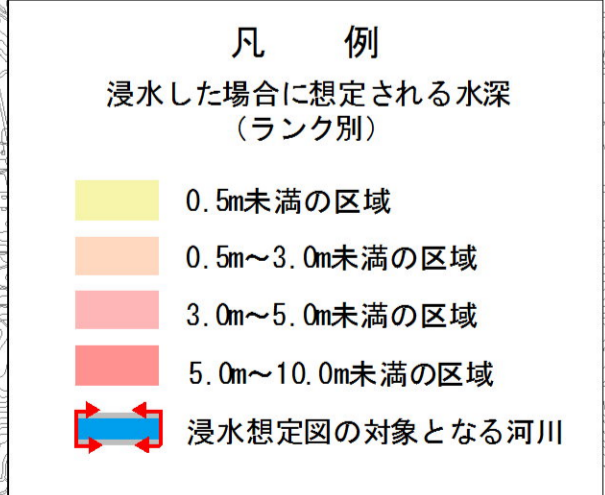 凡　　例
浸水した場合に想定される水深
（ランク別）
0.5m未満の区域
0.5m～3.0m未満の区域
3.0m～5.0m未満の区域
5.0m～10.0m未満の区域
浸水想定図の対象となる河川